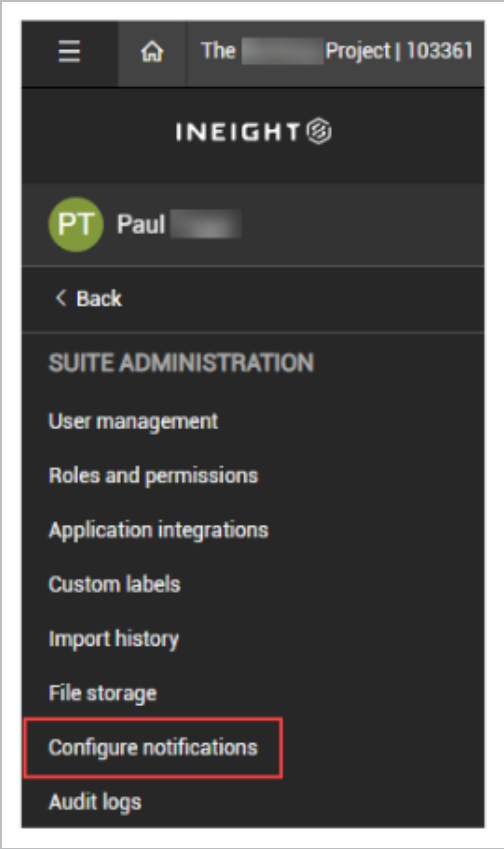 The Project | 103361
INEIGHT
PT Paul
< Back
SUITE ADMINISTRATION
User management
Roles and permissions
Application integrations
Custom labels
Import history
File storage
Configure notifications
Audit logs